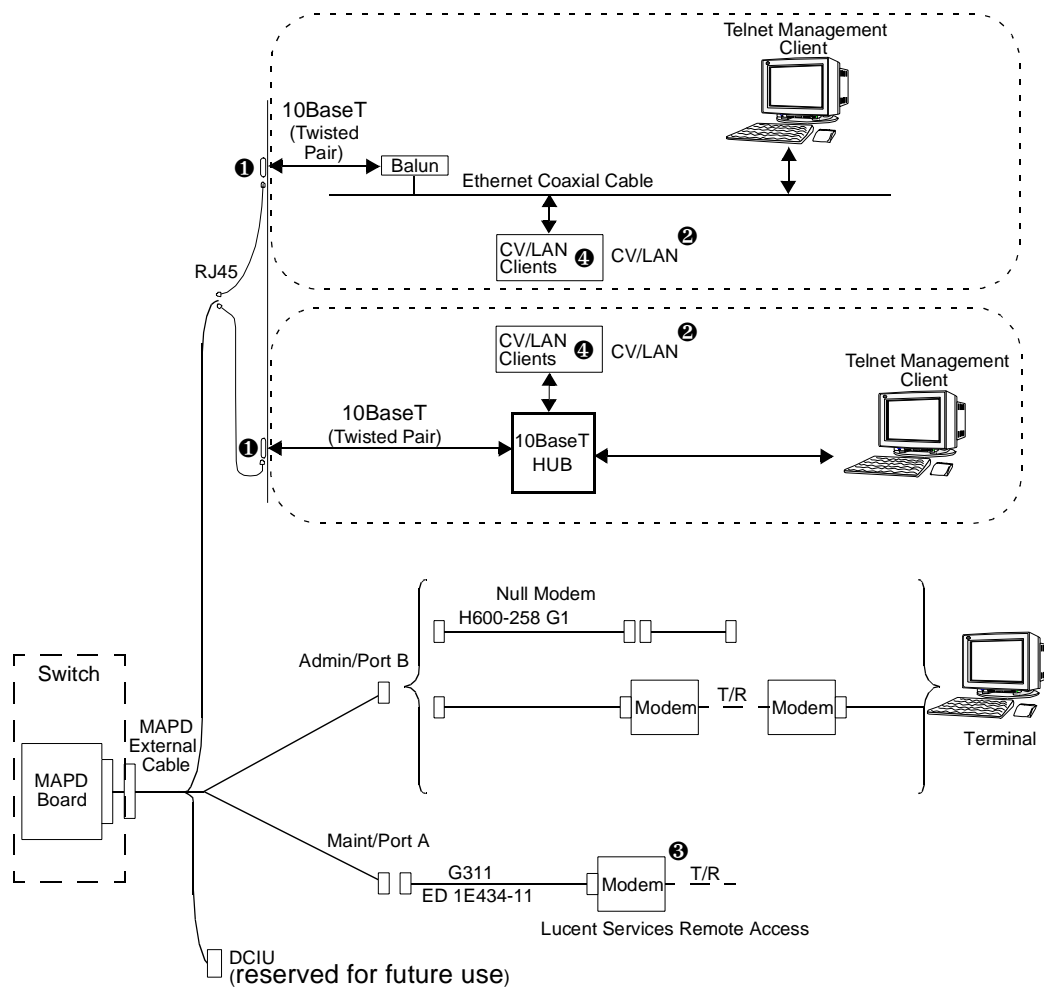 Telnet Management
Client
10BaseT
(Twisted
Pair)
❶
Balun
Ethernet Coaxial Cable
CV/LAN
Clients ❹
CV/LAN ❷
RJ45
CV/LAN
Clients ❹
CV/LAN ❷
Telnet Management
Client
10BaseT
(Twisted Pair)
❶
10BaseT
HUB
Null Modem
H600-258 G1
Admin/Port B
Switch
Modem
T/R
Modem
MAPD
External
Cable
Terminal
MAPD
Board
Maint/Port A
G311
ED 1E434-11
Modem
❸
T/R
Lucent Services Remote Access
DCIU
(reserved for future use)